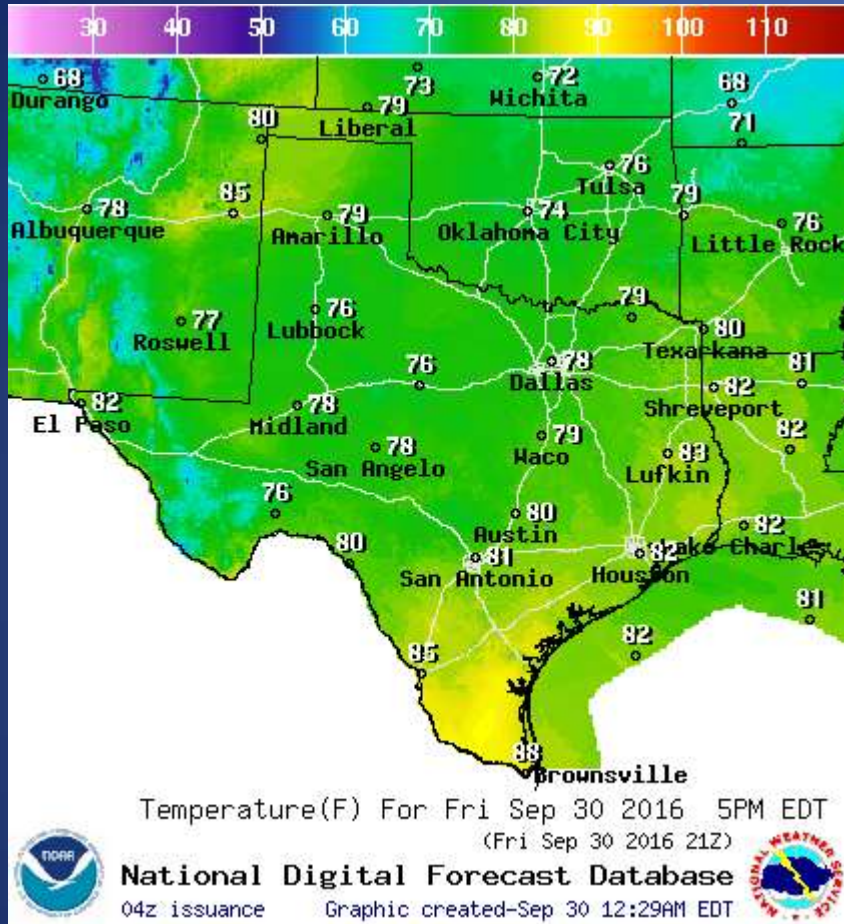 30 40 50 60 70 80 90 100 110
68 73 72 68
Durango Wichita
79
Liberal
80 71
76
Tulsa
78 85 79 74 79 76
Albuquerque Amarillo Oklahoma City Little Rock
77 76 79
Roswell Lubbock
80
Texarkana
76 78 81
Dallas
82 78 82
El Paso Midland Shreveport
78 79 83 82
San Angelo Waco Lufkin
76 80 82
Austin Lake Charles
80 81 82
San Antonio Houston
81
82
85
88
Brownsville
Temperature(F) For Fri Sep 30 2016 5PM EDT
(Fri Sep 30 2016 21Z)
NOAA
National Digital Forecast Database
04z issuance Graphic created-Sep 30 12:29AM EDT
NATIONAL WEATHER SERVICE